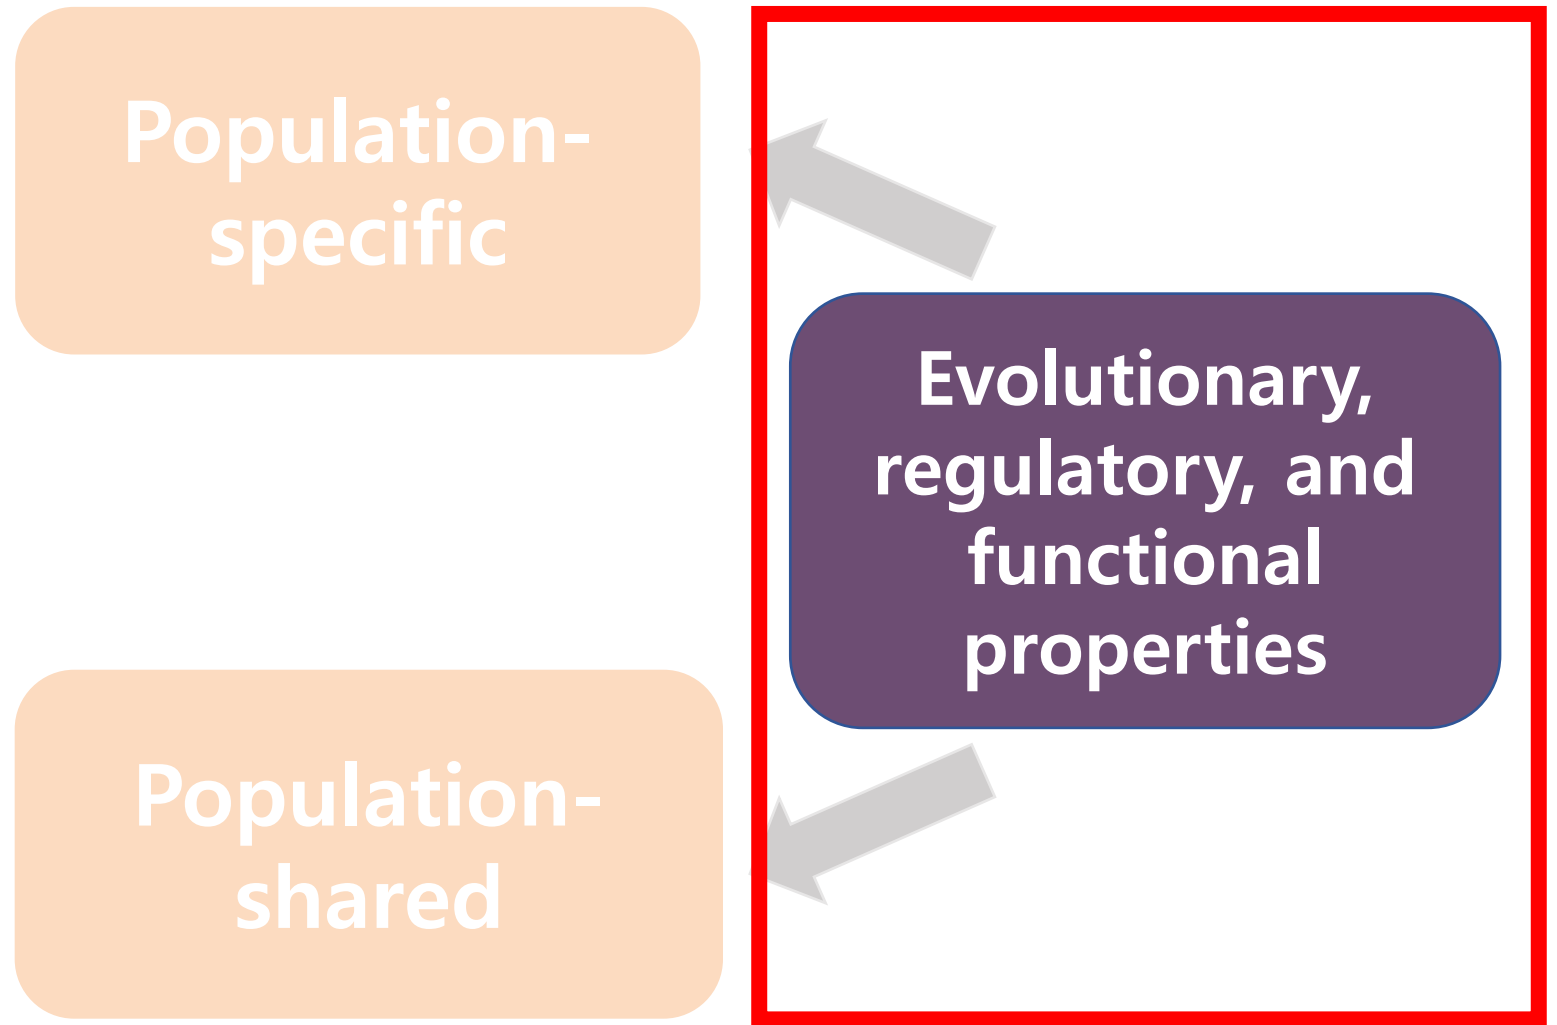 Population-
specific
Evolutionary,
regulatory, and
functional
properties
Population-
shared